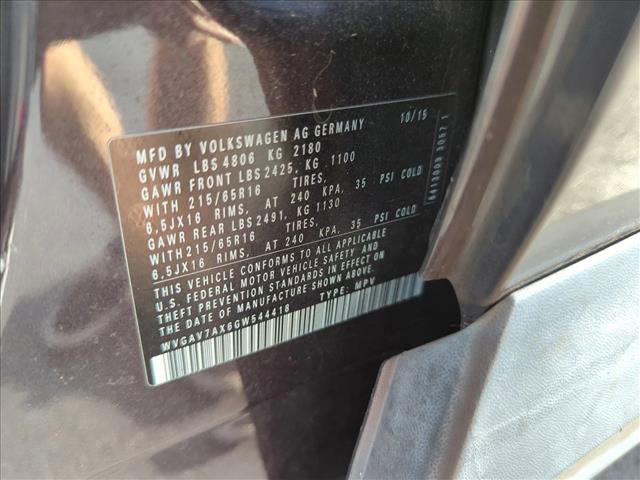 MFD BY VOLKSWAGEN AG GERMANY 10/15
GVWR LBS 4806 KG 2180
GAWR FRONT LBS 2425, KG 1100
WITH 215/65R16 TIRES,
6.5JX16 RIMS, AT 240 KPA, 35 PSI COLD
GAWR REAR LBS 2491, KG 1130
WITH 215/65R16 TIRES,
6.5JX16 RIMS, AT 240 KPA, 35 PSI COLD
THIS VEHICLE CONFORMS TO ALL APPLICABLE
U.S. FEDERAL MOTOR VEHICLE SAFETY AND
THEFT PREVENTION STANDARDS IN EFFECT ON
THE DATE OF MANUFACTURE SHOWN ABOVE.
WVGAV7AX6GW544418 TYPE: MPV